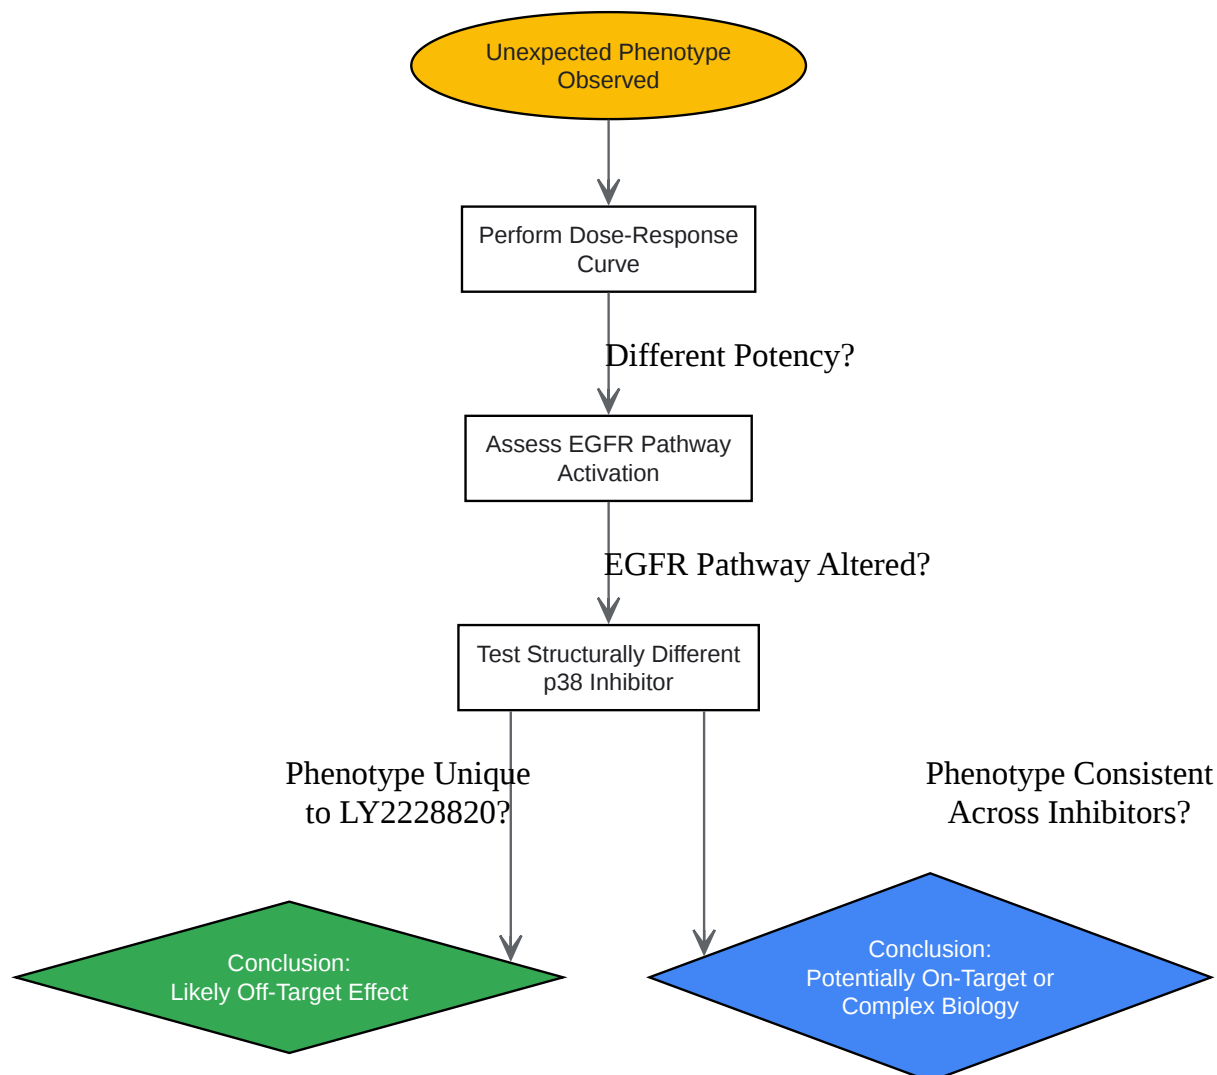 Unexpected Phenotype
Observed
Perform Dose-Response
Curve
Different Potency?
Assess EGFR Pathway
Activation
EGFR Pathway Altered?
Test Structurally Different
p38 Inhibitor
Phenotype Unique
to LY2228820?
Phenotype Consistent
Across Inhibitors?
Conclusion:
Likely Off-Target Effect
Conclusion:
Potentially On-Target or
Complex Biology